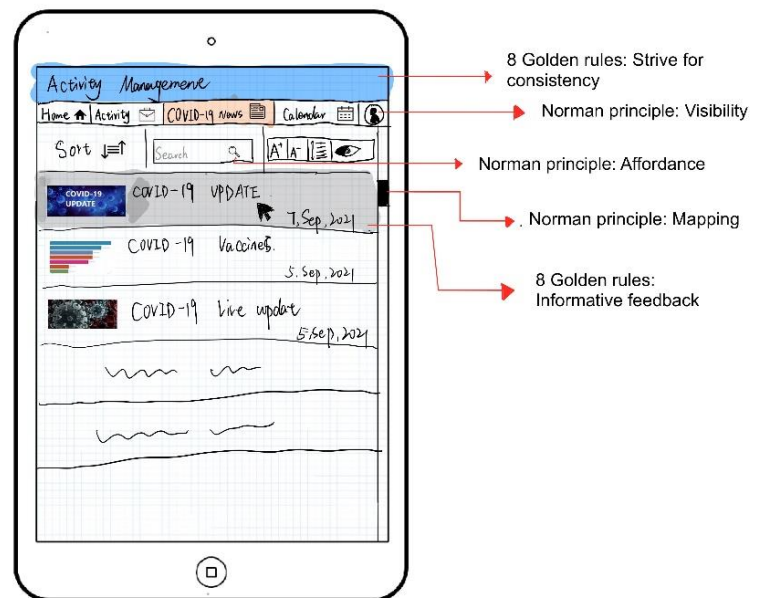 Activity Managemene
Home Activity COVID-19 News Calendar
Sort Search A+ A-
COVID-19
UPDATE
COVID-19 UPDATE
7, Sep, 2021
COVID-19 Vaccines.
5. Sep, 2021
COVID-19 Live update
5, Sep, 2021
8 Golden rules: Strive for
consistency
Norman principle: Visibility
Norman principle: Affordance
Norman principle: Mapping
8 Golden rules:
Informative feedback